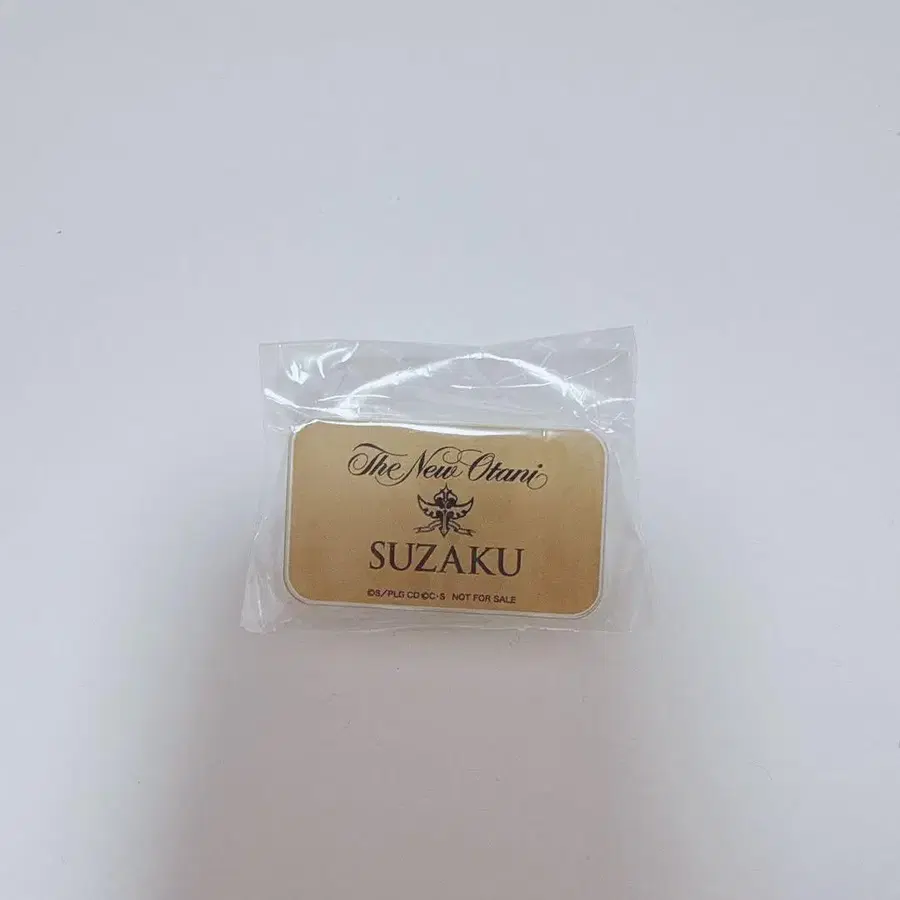 The New Otani
SUZAKU
©S/PLG CD ©C·S NOT FOR SALE